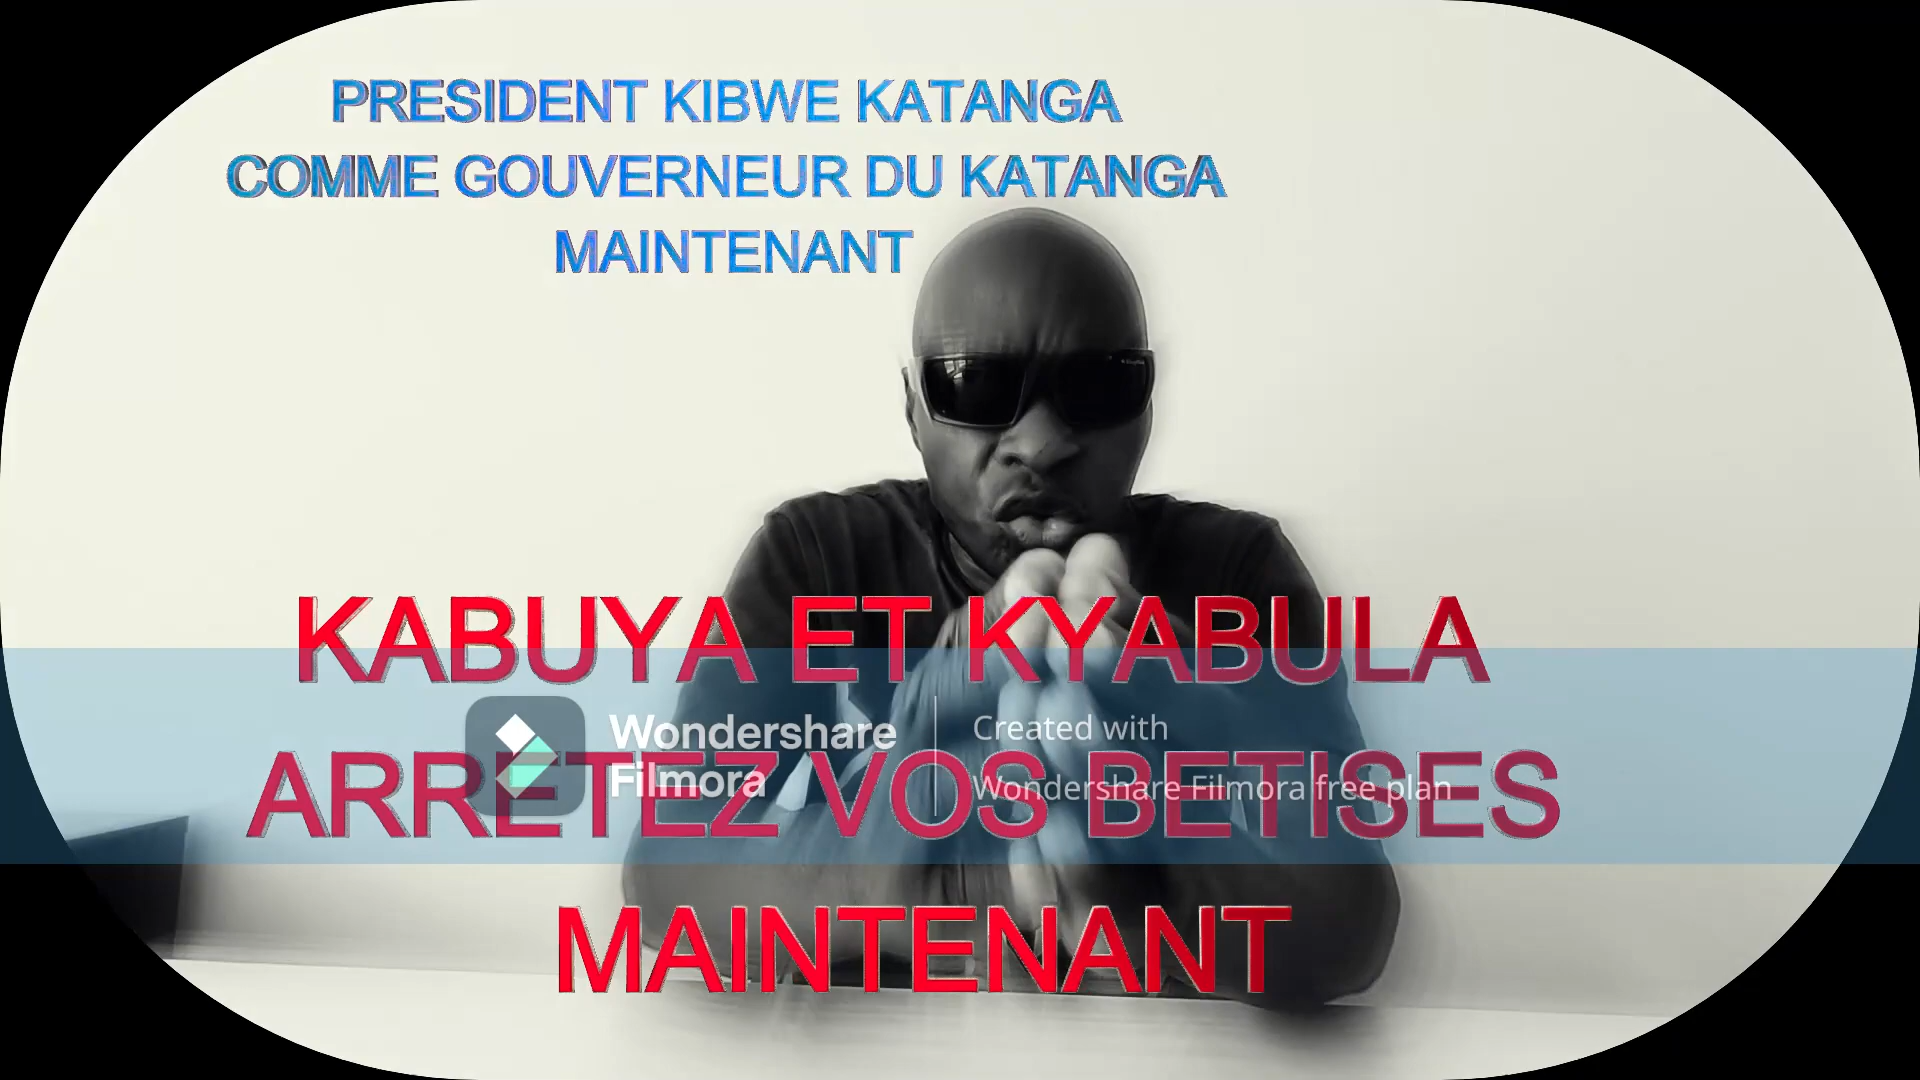 PRESIDENT KIBWE KATANGA
COMME GOUVERNEUR DU KATANGA
MAINTENANT
KABUYA ET KYABULA
ARRETEZ VOS BETISES
MAINTENANT
Wondershare
Filmora
Created with
Wondershare Filmora free plan